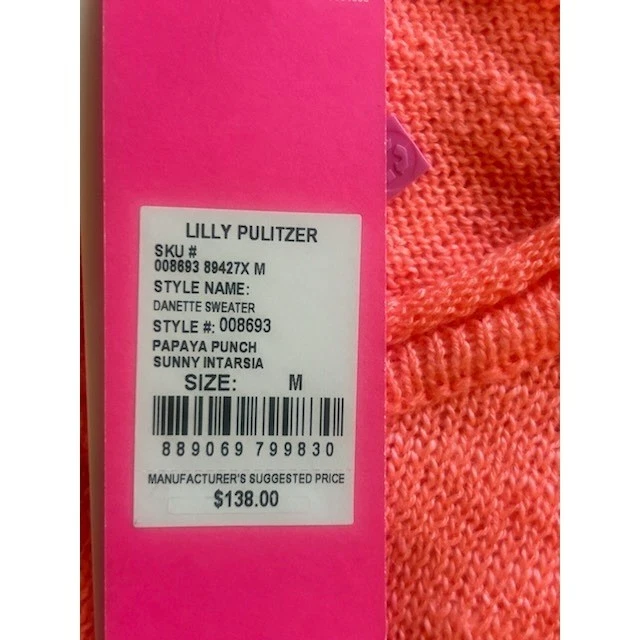 LILLY PULITZER
SKU #
008693 89427X M
STYLE NAME:
DANETTE SWEATER
STYLE #: 008693
PAPAYA PUNCH
SUNNY INTARSIA
SIZE: M
889069 799830
MANUFACTURER'S SUGGESTED PRICE
$138.00